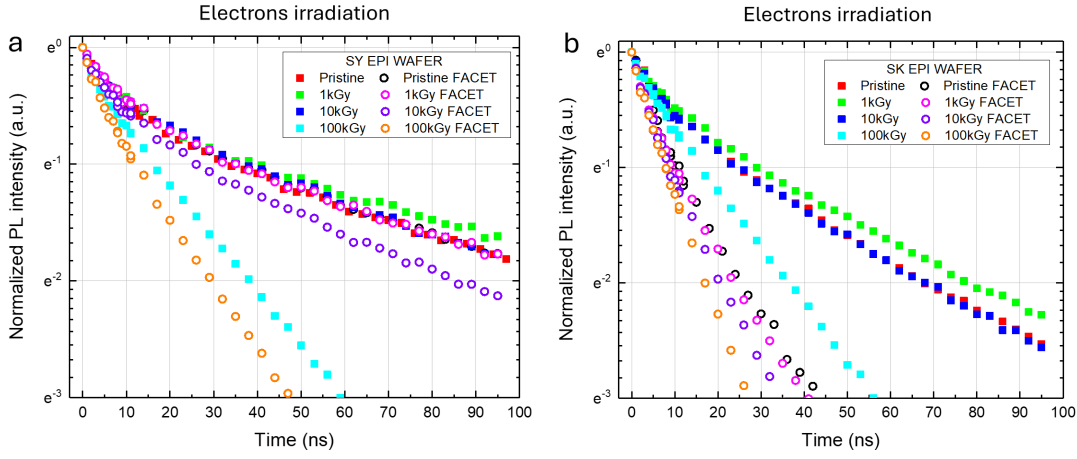 Electrons irradiation
Electrons irradiation
a
SY EPI WAFER
Pristine Pristine FACET
1kGy 1kGy FACET
10kGy 10kGy FACET
100kGy 100kGy FACET
e⁰
e⁻¹
e⁻²
e⁻³
Normalized PL intensity (a.u.)
0 10 20 30 40 50 60 70 80 90 100
Time (ns)
b
SK EPI WAFER
Pristine Pristine FACET
1kGy 1kGy FACET
10kGy 10kGy FACET
100kGy 100kGy FACET
e⁰
e⁻¹
e⁻²
e⁻³
Normalized PL intensity (a.u.)
0 10 20 30 40 50 60 70 80 90 100
Time (ns)